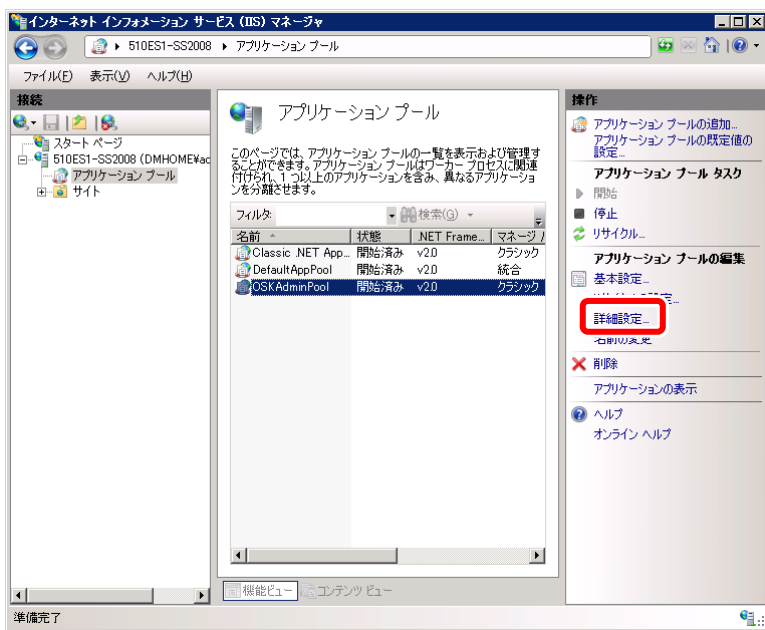 インターネット インフォメーション サービス (IIS) マネージャ
510ES1-SS2008 アプリケーション プール
ファイル(F) 表示(V) ヘルプ(H)
接続
スタート ページ
510ES1-SS2008 (DMHOME¥ac
アプリケーション プール
サイト
アプリケーション プール
このページでは、アプリケーション プールの一覧を表示および管理す
ることができます。アプリケーション プールはワーカー プロセスに関連
付けられ、1 つ以上のアプリケーションを含み、異なるアプリケーショ
ンを分離させます。
フィルタ: 検索(G)
名前 状態 .NET Frame... マネージ
Classic .NET App... 開始済み v2.0 クラシック
DefaultAppPool 開始済み v2.0 統合
OSKAdminPool 開始済み v2.0 クラシック
機能ビュー コンテンツ ビュー
操作
アプリケーション プールの追加...
アプリケーション プールの既定値の
設定...
アプリケーション プール タスク
開始
停止
リサイクル...
アプリケーション プールの編集
基本設定...
詳細設定...
名前の変更
削除
アプリケーションの表示
ヘルプ
オンライン ヘルプ
準備完了